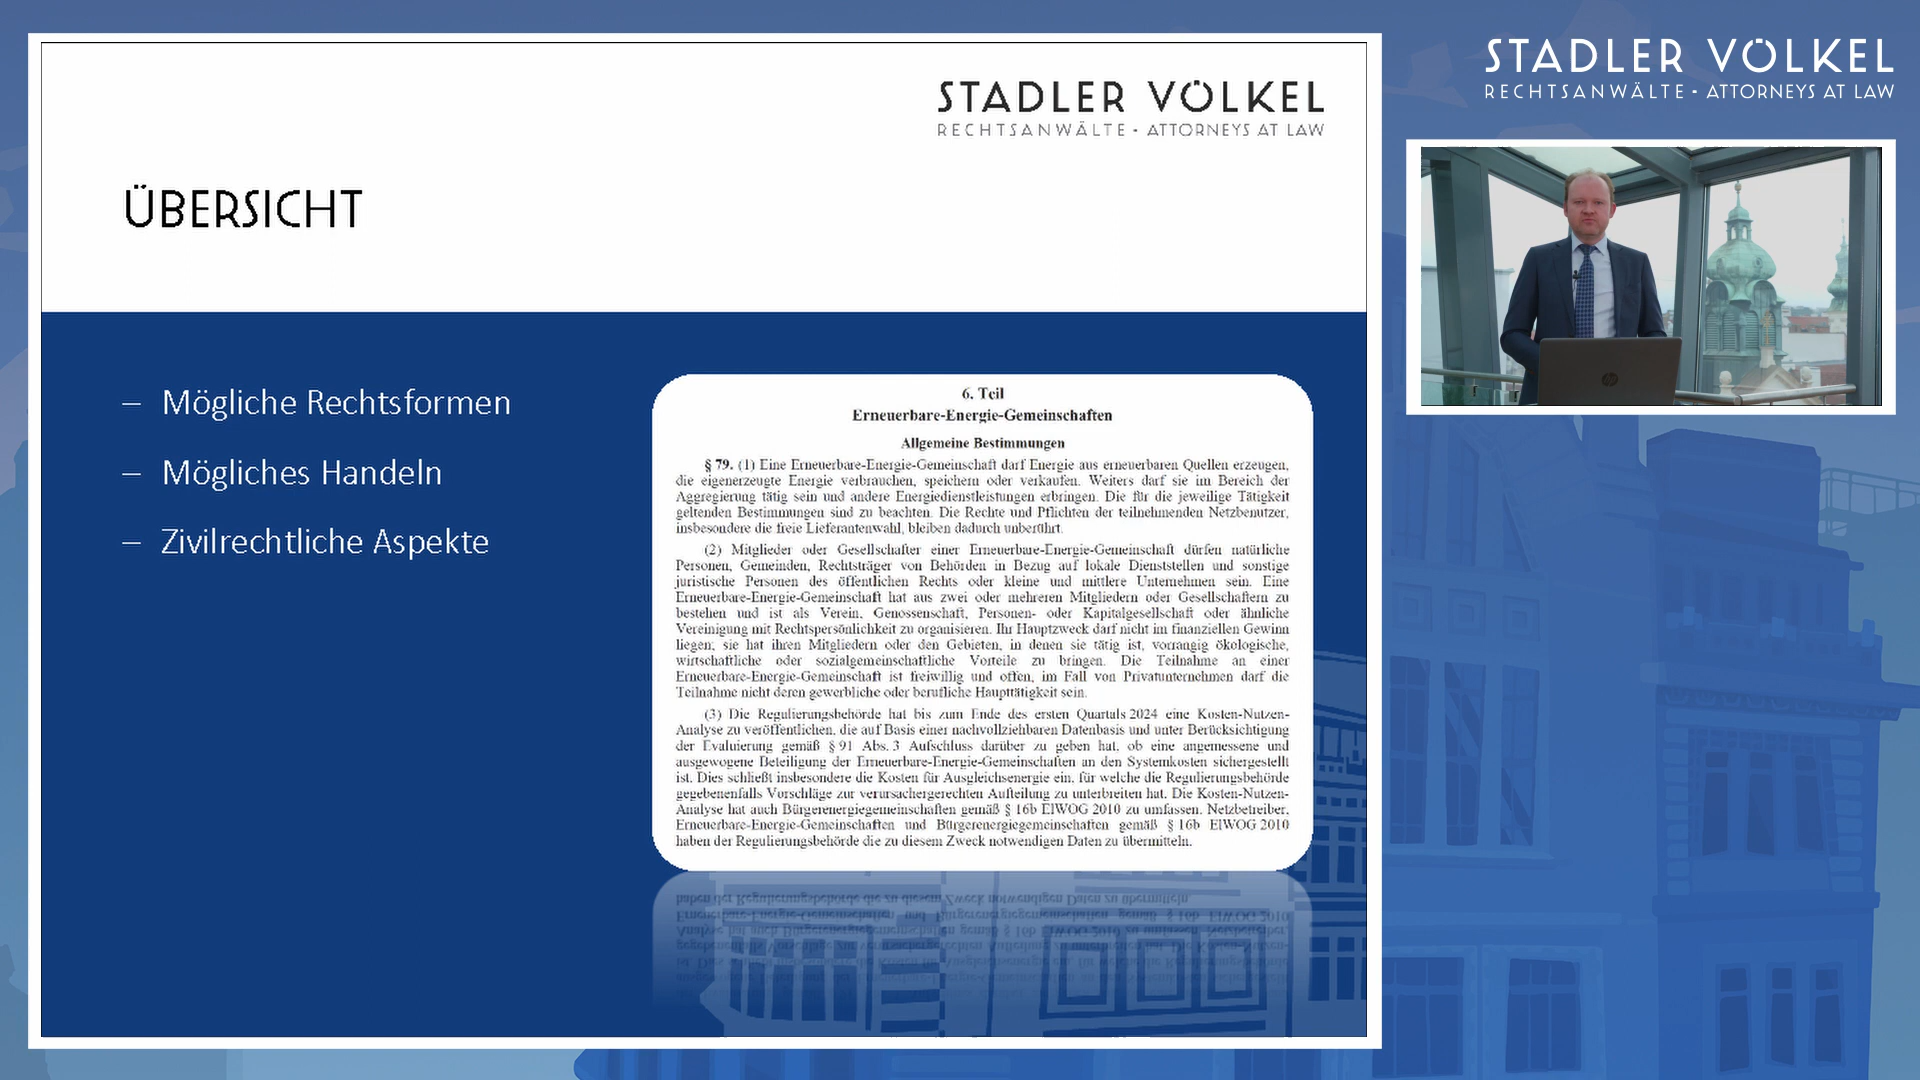 STADLER VÖLKEL
RECHTSANWÄLTE • ATTORNEYS AT LAW
ÜBERSICHT
– Mögliche Rechtsformen
– Mögliches Handeln
– Zivilrechtliche Aspekte
6. Teil
Erneuerbare-Energie-Gemeinschaften
Allgemeine Bestimmungen
§ 79. (1) Eine Erneuerbare-Energie-Gemeinschaft darf Energie aus erneuerbaren Quellen erzeugen,
die eigenerzeugte Energie verbrauchen, speichern oder verkaufen. Weiters darf sie im Bereich der
Aggregierung tätig sein und andere Energiedienstleistungen erbringen. Die für die jeweilige Tätigkeit
geltenden Bestimmungen sind zu beachten. Die Rechte und Pflichten der teilnehmenden Netzbenutzer,
insbesondere die freie Lieferantenwahl, bleiben dadurch unberührt.
(2) Mitglieder oder Gesellschafter einer Erneuerbare-Energie-Gemeinschaft dürfen natürliche
Personen, Gemeinden, Rechtsträger von Behörden in Bezug auf lokale Dienststellen und sonstige
juristische Personen des öffentlichen Rechts oder kleine und mittlere Unternehmen sein. Eine
Erneuerbare-Energie-Gemeinschaft hat aus zwei oder mehreren Mitgliedern oder Gesellschaftern zu
bestehen und ist als Verein, Genossenschaft, Personen- oder Kapitalgesellschaft oder ähnliche
Vereinigung mit Rechtspersönlichkeit zu organisieren. Ihr Hauptzweck darf nicht im finanziellen Gewinn
liegen; sie hat ihren Mitgliedern oder den Gebieten, in denen sie tätig ist, vorrangig ökologische,
wirtschaftliche oder sozialgemeinschaftliche Vorteile zu bringen. Die Teilnahme an einer
Erneuerbare-Energie-Gemeinschaft ist freiwillig und offen, im Fall von Privatunternehmen darf die
Teilnahme nicht deren gewerbliche oder berufliche Haupttätigkeit sein.
(3) Die Regulierungsbehörde hat bis zum Ende des ersten Quartals 2024 eine Kosten-Nutzen-
Analyse zu veröffentlichen, die auf Basis einer nachvollziehbaren Datenbasis und unter Berücksichtigung
der Evaluierung gemäß § 91 Abs. 3 Aufschluss darüber zu geben hat, ob eine angemessene und
ausgewogene Beteiligung der Erneuerbare-Energie-Gemeinschaften an den Systemkosten sichergestellt
ist. Dies schließt insbesondere die Kosten für Ausgleichsenergie ein, für welche die Regulierungsbehörde
gegebenenfalls Vorschläge zur verursachergerechten Aufteilung zu unterbreiten hat. Die Kosten-Nutzen-
Analyse hat auch Bürgerenergiegemeinschaften gemäß § 16b ElWOG 2010 zu umfassen. Netzbetreiber,
Erneuerbare-Energie-Gemeinschaften und Bürgerenergiegemeinschaften gemäß § 16b ElWOG 2010
haben der Regulierungsbehörde die zu diesem Zweck notwendigen Daten zu übermitteln.
STADLER VÖLKEL
RECHTSANWÄLTE • ATTORNEYS AT LAW